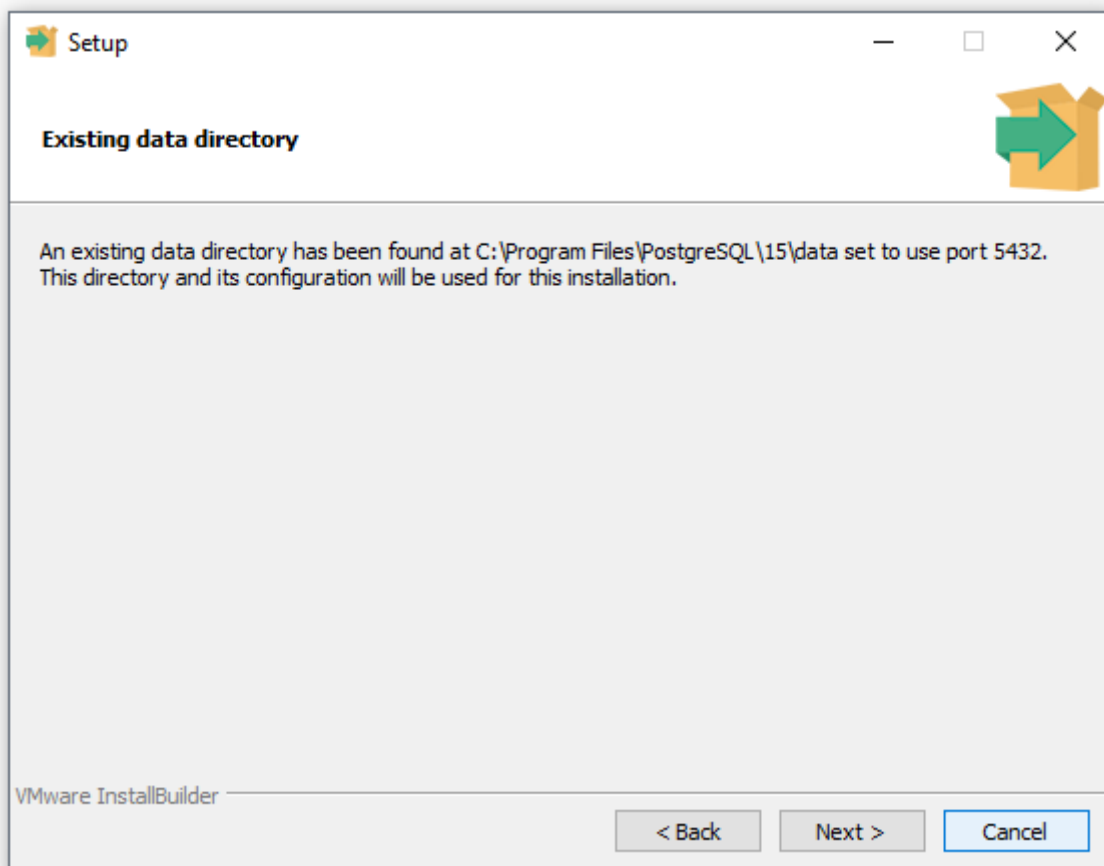 Setup
Existing data directory
An existing data directory has been found at C:\Program Files\PostgreSQL\15\data set to use port 5432.
This directory and its configuration will be used for this installation.
VMware InstallBuilder
< Back
Next >
Cancel